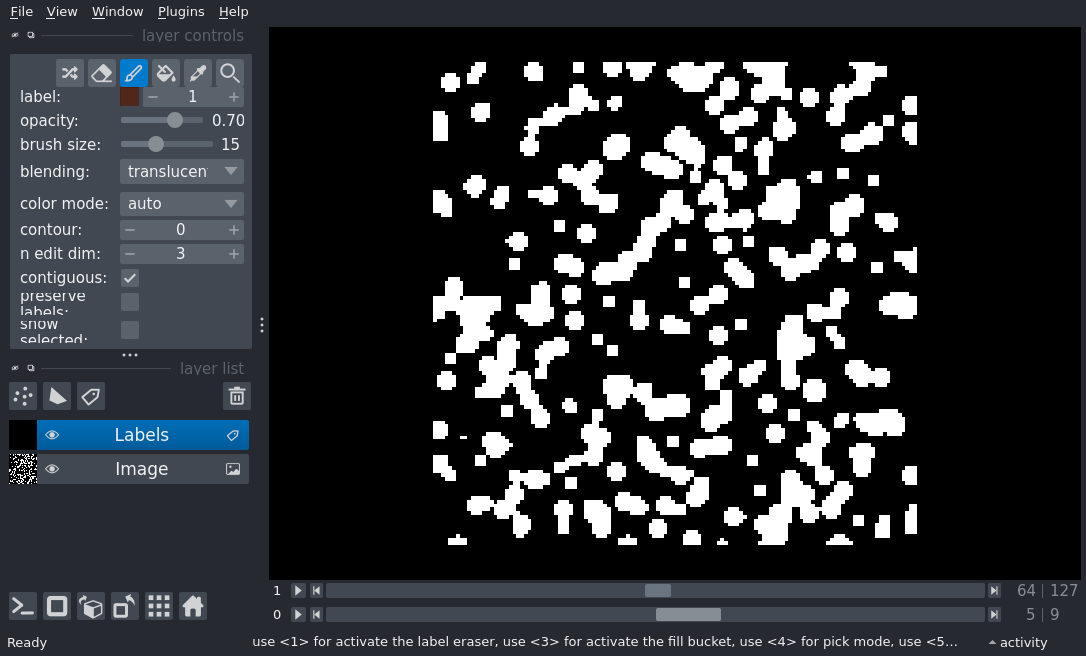 File View Window Plugins Help
layer controls
label: 1
opacity: 0.70
brush size: 15
blending: translucen
color mode: auto
contour: 0
n edit dim: 3
contiguous:
preserve
labels:
show
selected:
layer list
Labels
Image
1 64 127
0 5 9
Ready use <1> for activate the label eraser, use <3> for activate the fill bucket, use <4> for pick mode, use <5... activity